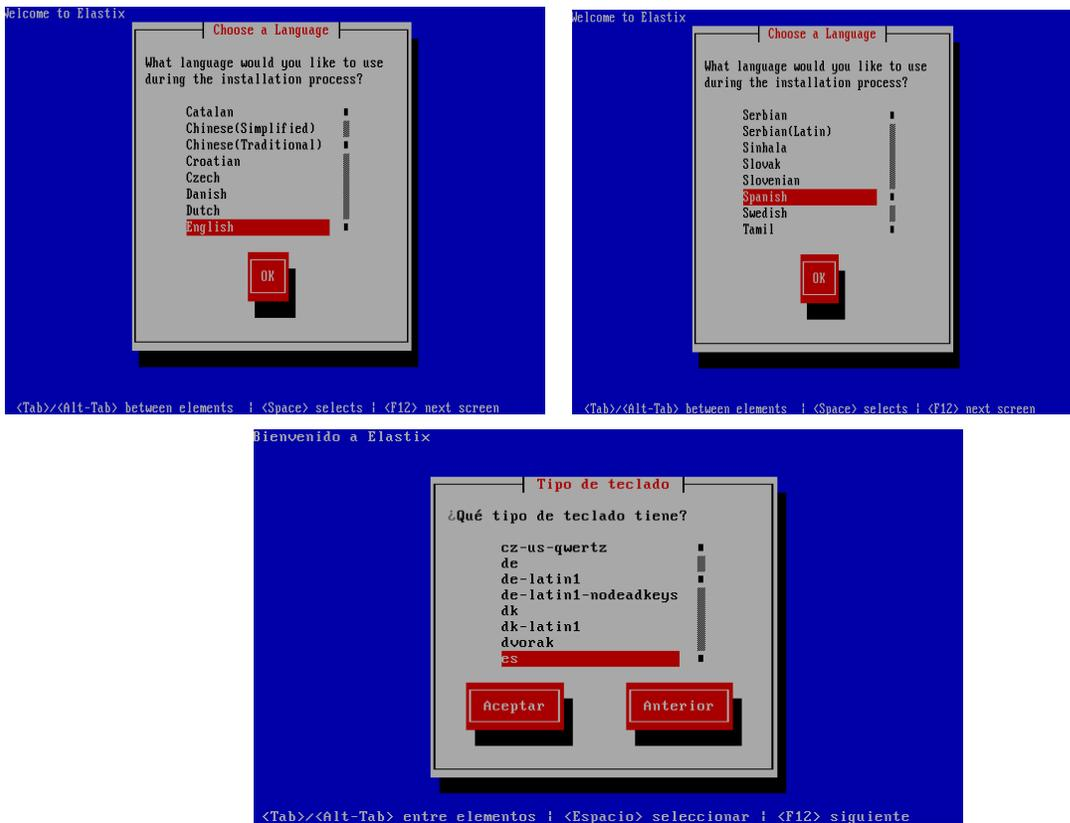 Welcome to Elastix
Choose a Language
What language would you like to use
during the installation process?
Catalan
Chinese(Simplified)
Chinese(Traditional)
Croatian
Czech
Danish
Dutch
English
OK
<Tab>/<Alt-Tab> between elements ¦ <Space> selects ¦ <F12> next screen
Welcome to Elastix
Choose a Language
What language would you like to use
during the installation process?
Serbian
Serbian(Latin)
Sinhala
Slovak
Slovenian
Spanish
Swedish
Tamil
OK
<Tab>/<Alt-Tab> between elements ¦ <Space> selects ¦ <F12> next screen
Bienvenido a Elastix
Tipo de teclado
¿Qué tipo de teclado tiene?
cz-us-qwertz
de
de-latin1
de-latin1-nodeadkeys
dk
dk-latin1
dvorak
es
Aceptar Anterior
<Tab>/<Alt-Tab> entre elementos ¦ <Espacio> seleccionar ¦ <F12> siguiente